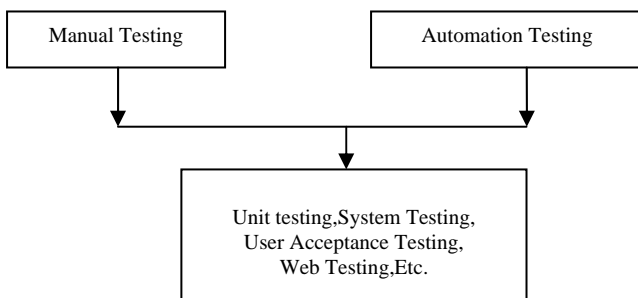 Manual Testing
Automation Testing
Unit testing,System Testing,
User Acceptance Testing,
Web Testing,Etc.